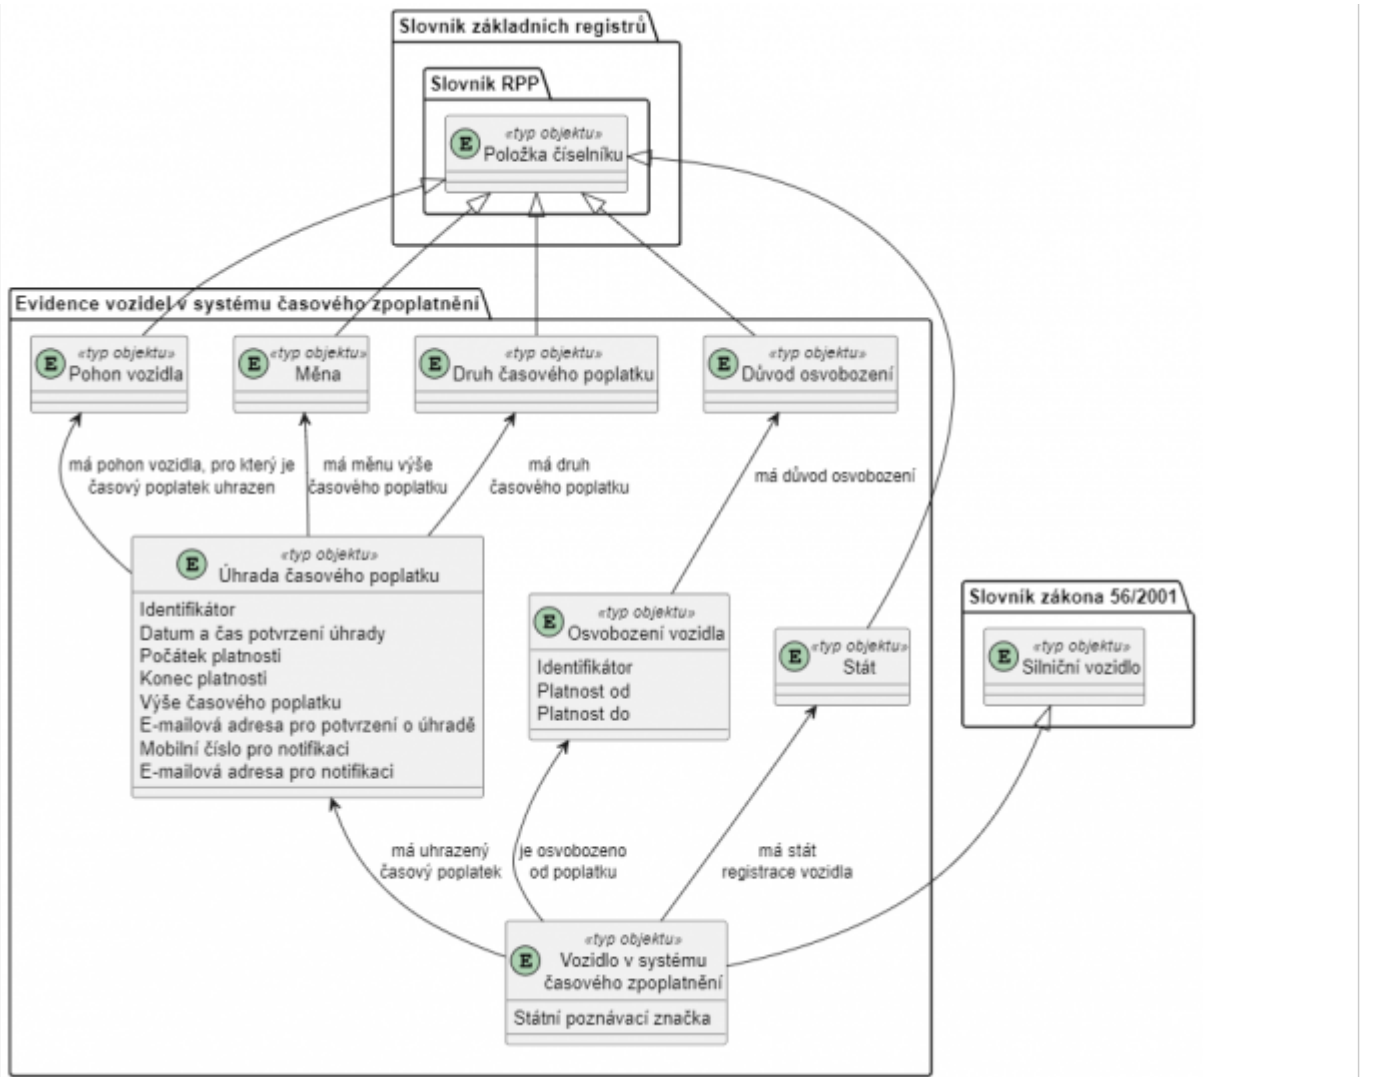 Slovník základních registrů
Slovník RPP
E
«typ objektu»
Položka číselníku
Evidence vozidel v systému časového zpoplatnění
E
«typ objektu»
Pohon vozidla
E
«typ objektu»
Měna
E
«typ objektu»
Druh časového poplatku
E
«typ objektu»
Důvod osvobození
má pohon vozidla, pro který je
časový poplatek uhrazen
má měnu výše
časového poplatku
má druh
časového poplatku
má důvod osvobození
E
«typ objektu»
Úhrada časového poplatku
Identifikátor
Datum a čas potvrzení úhrady
Počátek platnosti
Konec platnosti
Výše časového poplatku
E-mailová adresa pro potvrzení o úhradě
Mobilní číslo pro notifikaci
E-mailová adresa pro notifikaci
E
«typ objektu»
Osvobození vozidla
Identifikátor
Platnost od
Platnost do
E
«typ objektu»
Stát
Slovník zákona 56/2001
E
«typ objektu»
Silniční vozidlo
má uhrazený
časový poplatek
je osvobozeno
od poplatku
má stát
registrace vozidla
E
«typ objektu»
Vozidlo v systému
časového zpoplatnění
Státní poznávací značka